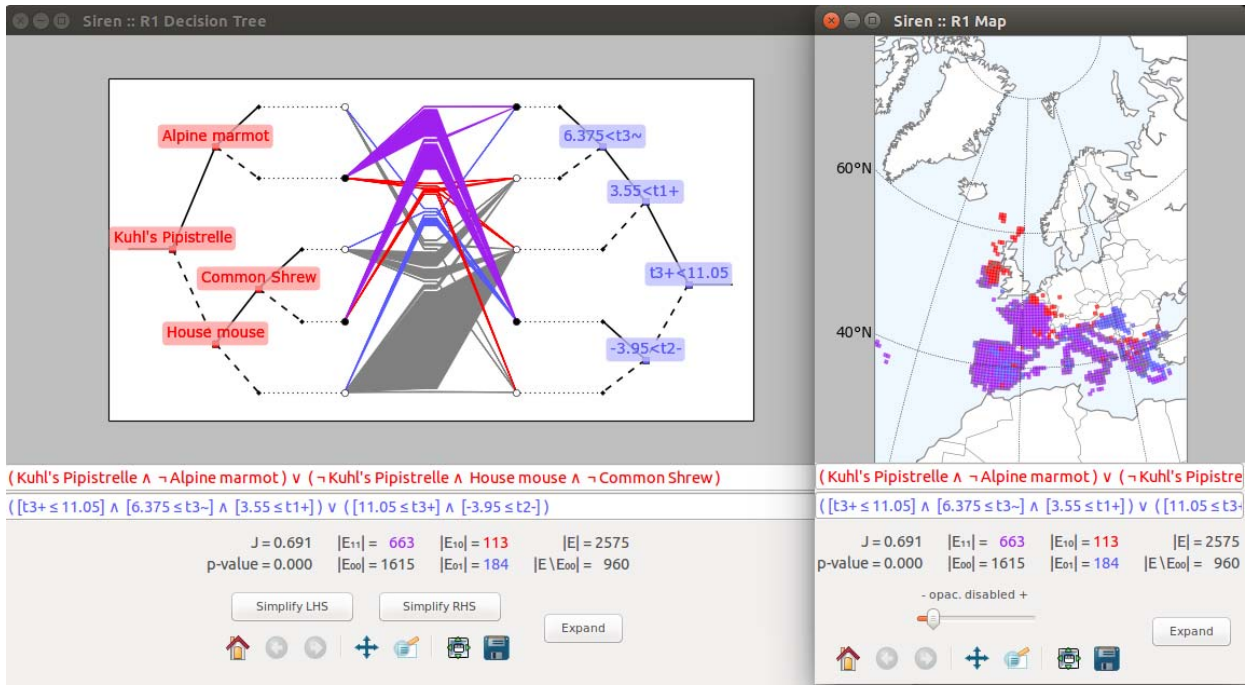 Siren :: R1 Decision Tree
Alpine marmot
Kuhl's Pipistrelle
Common Shrew
House mouse
6.375<t3~
3.55<t1+
t3+<11.05
-3.95<t2-
( Kuhl's Pipistrelle ∧ ¬ Alpine marmot ) ∨ ( ¬ Kuhl's Pipistrelle ∧ House mouse ∧ ¬ Common Shrew )
( [t3+ ≤ 11.05] ∧ [6.375 ≤ t3~] ∧ [3.55 ≤ t1+] ) ∨ ( [11.05 ≤ t3+] ∧ [-3.95 ≤ t2-] )
J = 0.691 |E₁₁| = 663 |E₁₀| = 113 |E| = 2575
p-value = 0.000 |E₀₀| = 1615 |E₀₁| = 184 |E\E₀₀| = 960
Simplify LHS
Simplify RHS
Expand
Siren :: R1 Map
60°N
40°N
( Kuhl's Pipistrelle ∧ ¬ Alpine marmot ) ∨ ( ¬ Kuhl's Pipistre
( [t3+ ≤ 11.05] ∧ [6.375 ≤ t3~] ∧ [3.55 ≤ t1+] ) ∨ ( [11.05 ≤ t3+
J = 0.691 |E₁₁| = 663 |E₁₀| = 113 |E| = 2575
p-value = 0.000 |E₀₀| = 1615 |E₀₁| = 184 |E\E₀₀| = 960
- opac. disabled +
Expand